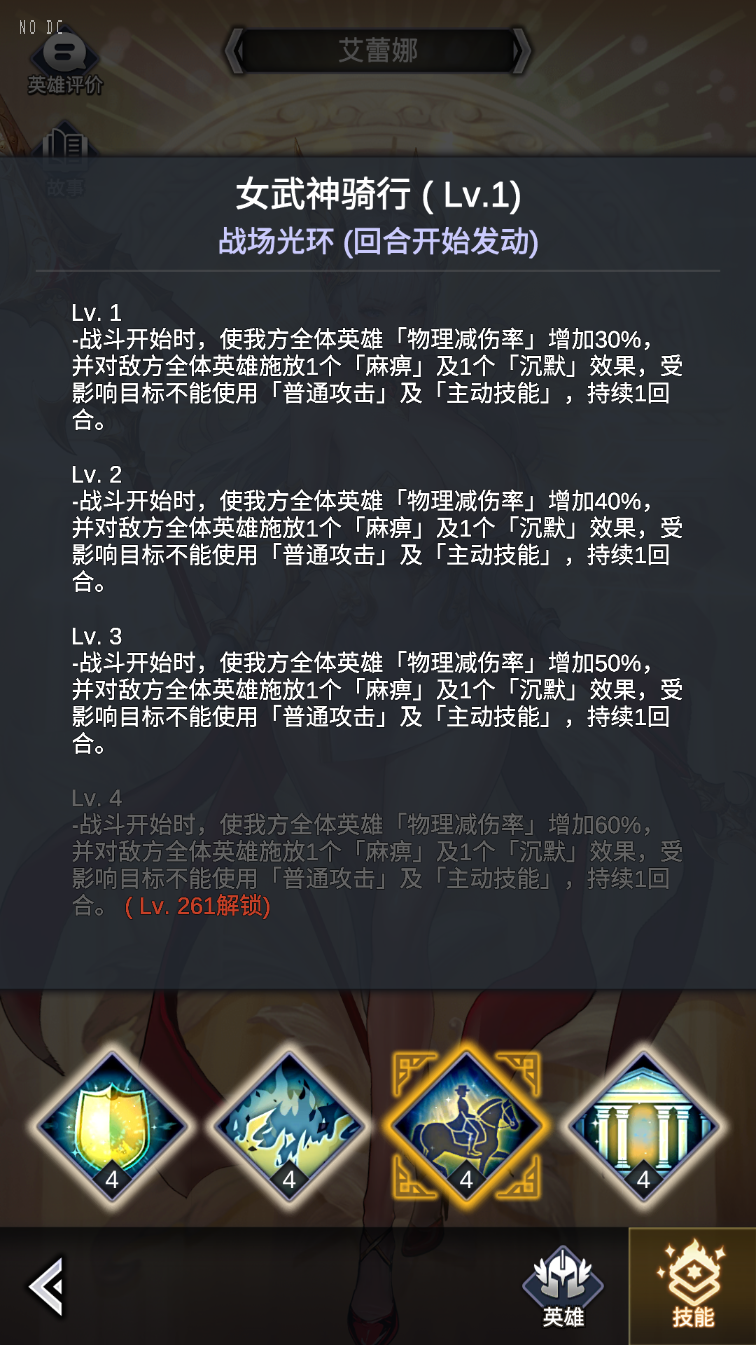 NO DC
艾蕾娜
英雄评价
故事
女武神骑行 ( Lv.1)
战场光环 (回合开始发动)
Lv. 1
-战斗开始时，使我方全体英雄「物理减伤率」增加30%，
并对敌方全体英雄施放1个「麻痹」及1个「沉默」效果，受
影响目标不能使用「普通攻击」及「主动技能」，持续1回
合。
Lv. 2
-战斗开始时，使我方全体英雄「物理减伤率」增加40%，
并对敌方全体英雄施放1个「麻痹」及1个「沉默」效果，受
影响目标不能使用「普通攻击」及「主动技能」，持续1回
合。
Lv. 3
-战斗开始时，使我方全体英雄「物理减伤率」增加50%，
并对敌方全体英雄施放1个「麻痹」及1个「沉默」效果，受
影响目标不能使用「普通攻击」及「主动技能」，持续1回
合。
Lv. 4
-战斗开始时，使我方全体英雄「物理减伤率」增加60%，
并对敌方全体英雄施放1个「麻痹」及1个「沉默」效果，受
影响目标不能使用「普通攻击」及「主动技能」，持续1回
合。 ( Lv. 261解锁)
4
4
4
4
英雄
技能